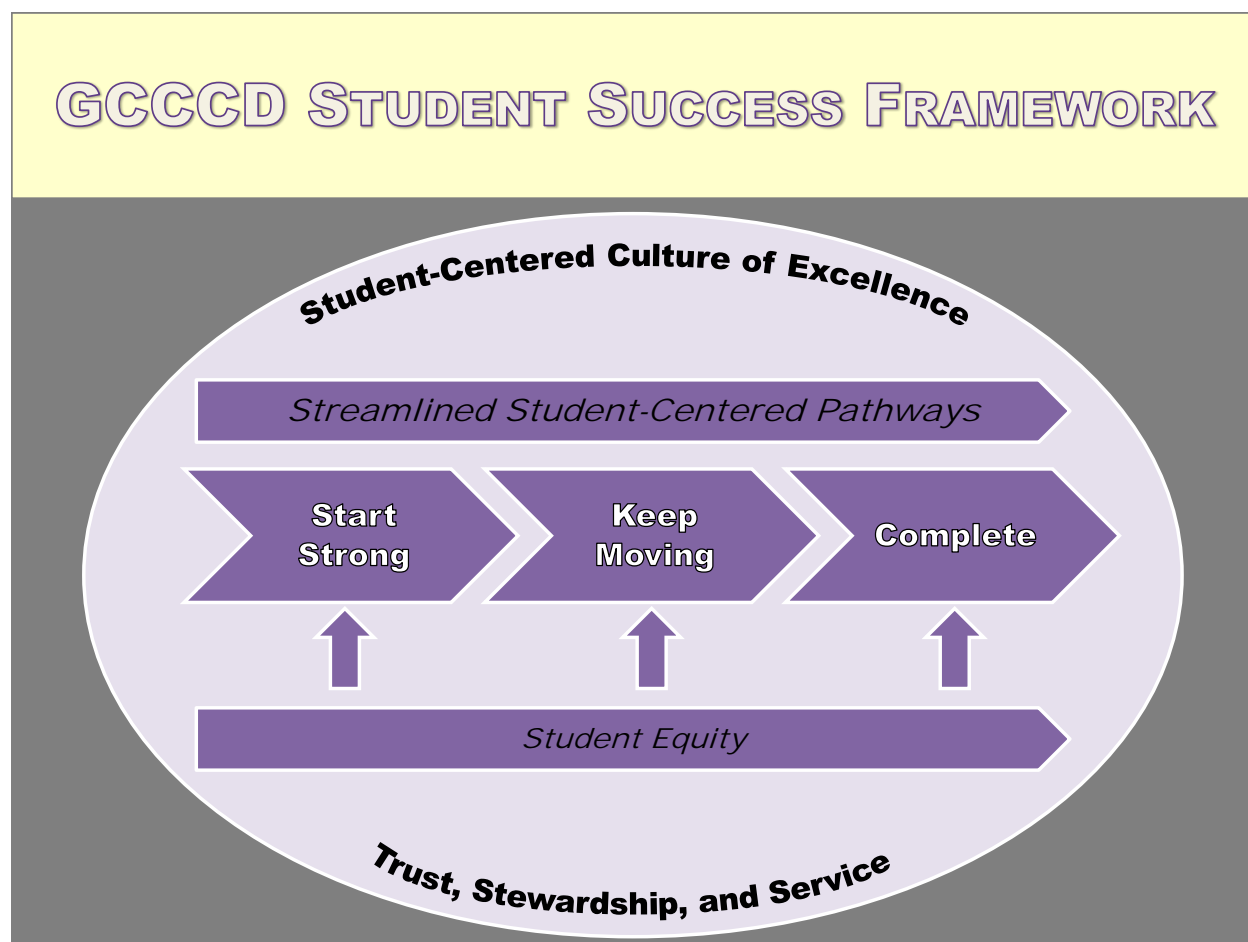 GCCCD Student Success Framework
Student-Centered Culture of Excellence
Streamlined Student-Centered Pathways
Start
Strong
Keep
Moving
Complete
Student Equity
Trust, Stewardship, and Service